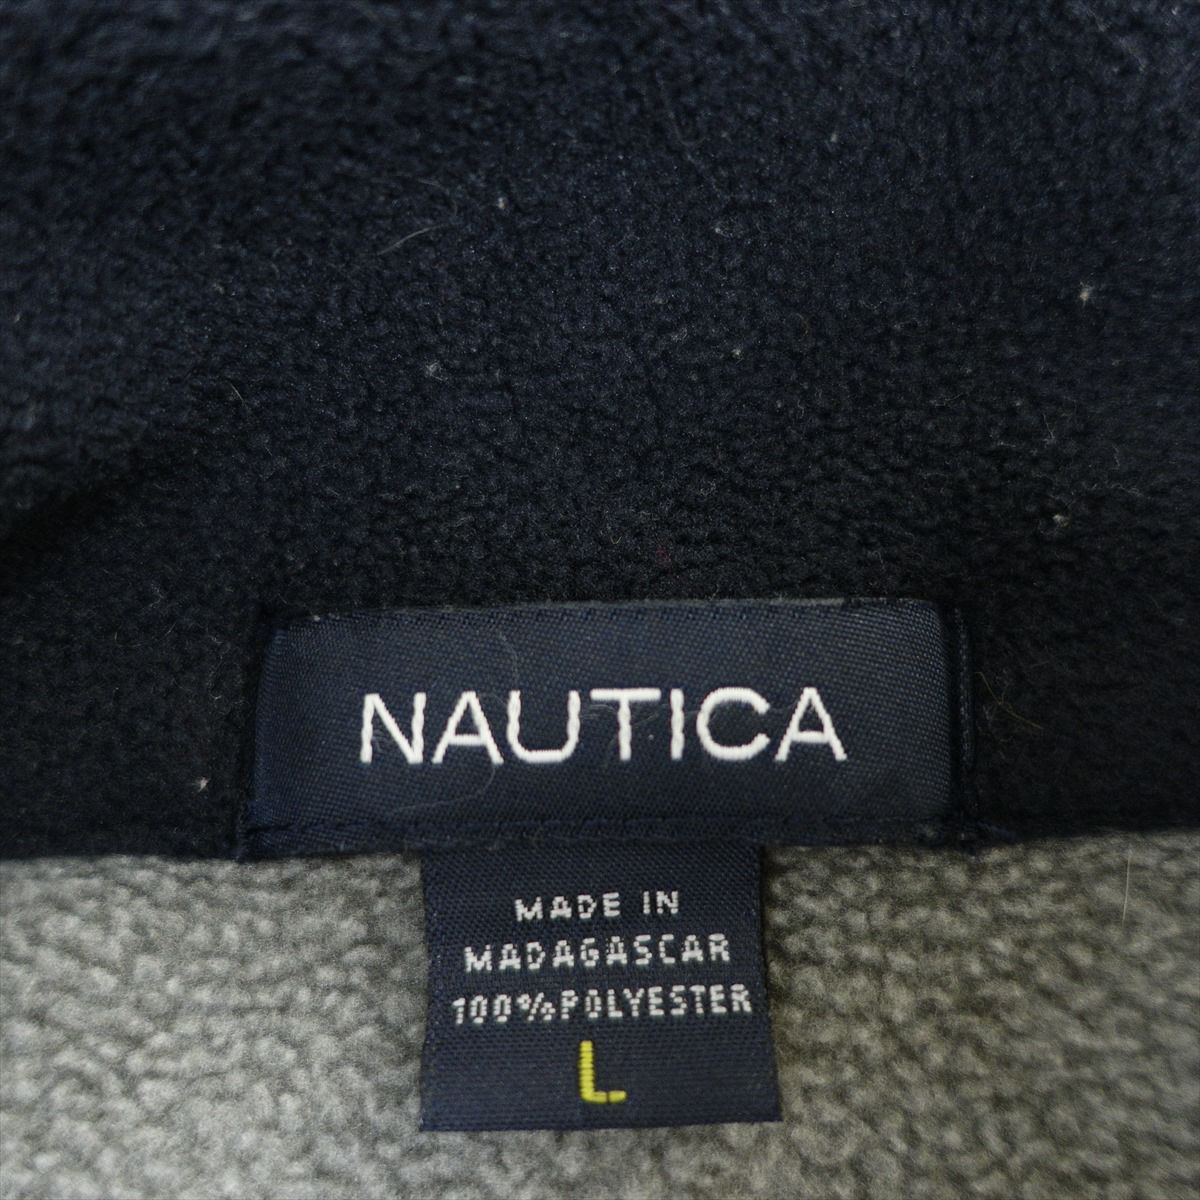 NAUTICA
MADE IN
MADAGASCAR
100%POLYESTER
L